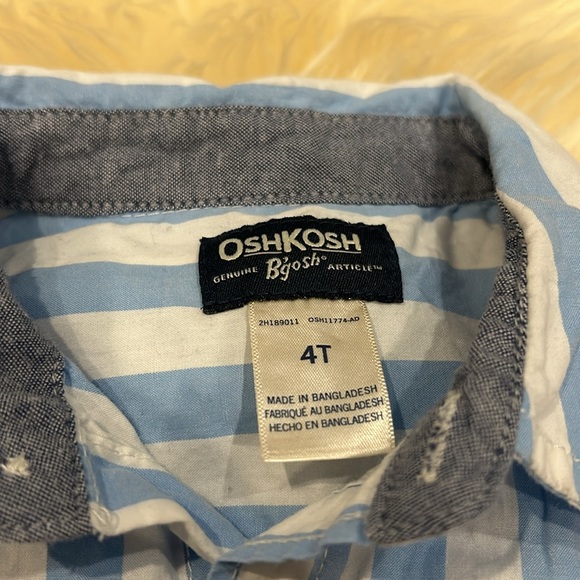 OSHKOSH
GENUINE B'gosh® ARTICLE™
2H189011 OSH11774-AD
4T
MADE IN BANGLADESH
FABRIQUÉ AU BANGLADESH
HECHO EN BANGLADESH